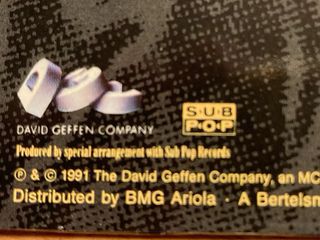 DGC
SUB
POP
DAVID GEFFEN COMPANY
Produced by special arrangement with Sub Pop Records
℗ & © 1991 The David Geffen Company, an MC
Distributed by BMG Ariola · A Bertelsm